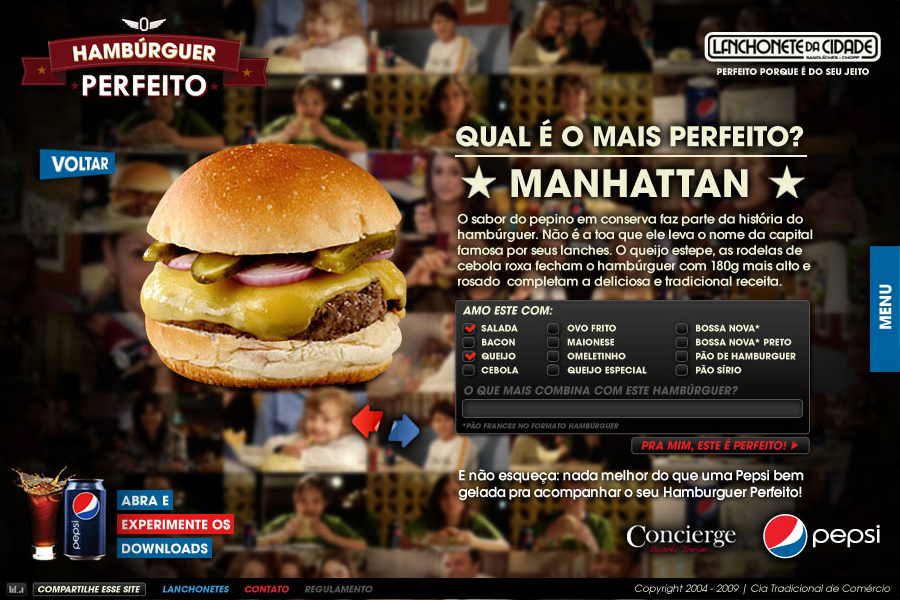 HAMBÚRGUER
PERFEITO
LANCHONETE DA CIDADE
SANDUÍCHES - CHOPP
PERFEITO PORQUE É DO SEU JEITO
VOLTAR
QUAL É O MAIS PERFEITO?
MANHATTAN
O sabor do pepino em conserva faz parte da história do
hambúrguer. Não é a toa que ele leva o nome da capital
famosa por seus lanches. O queijo estepe, as rodelas de
cebola roxa fecham o hambúrguer com 180g mais alto e
rosado completam a deliciosa e tradicional receita.
MENU
AMO ESTE COM:
SALADA OVO FRITO BOSSA NOVA*
BACON MAIONESE BOSSA NOVA* PRETO
QUEIJO OMELETINHO PÃO DE HAMBURGUER
CEBOLA QUEIJO ESPECIAL PÃO SÍRIO
O QUE MAIS COMBINA COM ESTE HAMBÚRGUER?
*PÃO FRANCES NO FORMATO HAMBÚRGUER
PRA MIM, ESTE É PERFEITO!
E não esqueça: nada melhor do que uma Pepsi bem
gelada pra acompanhar o seu Hamburguer Perfeito!
pepsi
ABRA E
EXPERIMENTE OS
DOWNLOADS
Concierge
pepsi
COMPARTILHE ESSE SITE LANCHONETES CONTATO REGULAMENTO
Copyright 2004 - 2009 | Cia Tradicional de Comércio